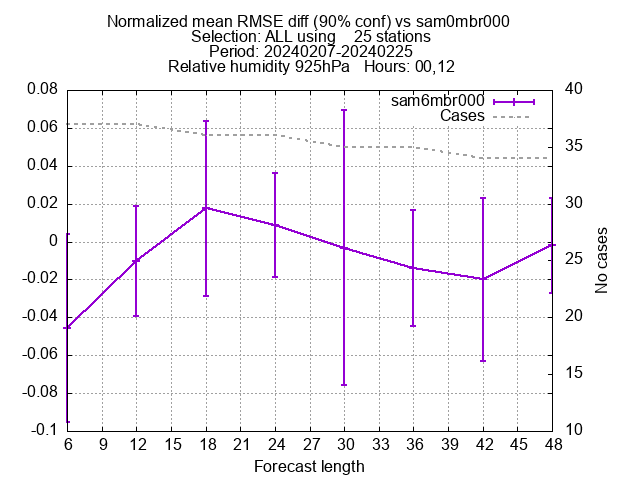 Normalized mean RMSE diff (90% conf) vs sam0mbr000
Selection: ALL using    25 stations
Period: 20240207-20240225
Relative humidity 925hPa   Hours: 00,12
sam6mbr000
Cases
0.08
0.06
0.04
0.02
0
-0.02
-0.04
-0.06
-0.08
-0.1
40
35
30
25
20
15
10
No cases
6 9 12 15 18 21 24 27 30 33 36 39 42 45 48
Forecast length